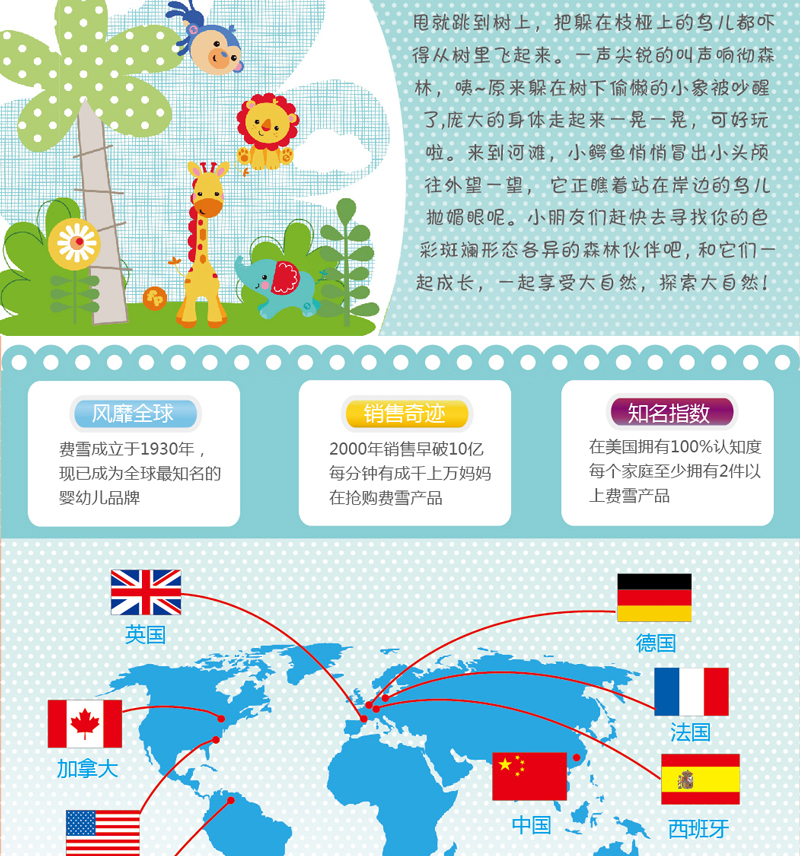 甩就跳到树上，把躲在枝桠上的鸟儿都吓
得从树里飞起来。一声尖锐的叫声响彻森
林，咦~原来躲在树下偷懒的小象被吵醒
了,庞大的身体走起来一晃一晃，可好玩
啦。来到河滩，小鳄鱼悄悄冒出小头颅
往外望一望，它正瞧着站在岸边的鸟儿
抛媚眼呢。小朋友们赶快去寻找你的色
彩斑斓形态各异的森林伙伴吧,和它们一
起成长，一起享受大自然，探索大自然!
风靡全球
费雪成立于1930年，
现已成为全球最知名的
婴幼儿品牌
销售奇迹
2000年销售早破10亿
每分钟有成千上万妈妈
在抢购费雪产品
知名指数
在美国拥有100%认知度
每个家庭至少拥有2件以
上费雪产品
英国
德国
法国
加拿大
中国
西班牙